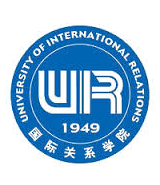 UNIVERSITY OF INTERNATIONAL RELATIONS
UIR
1949
国际关系学院